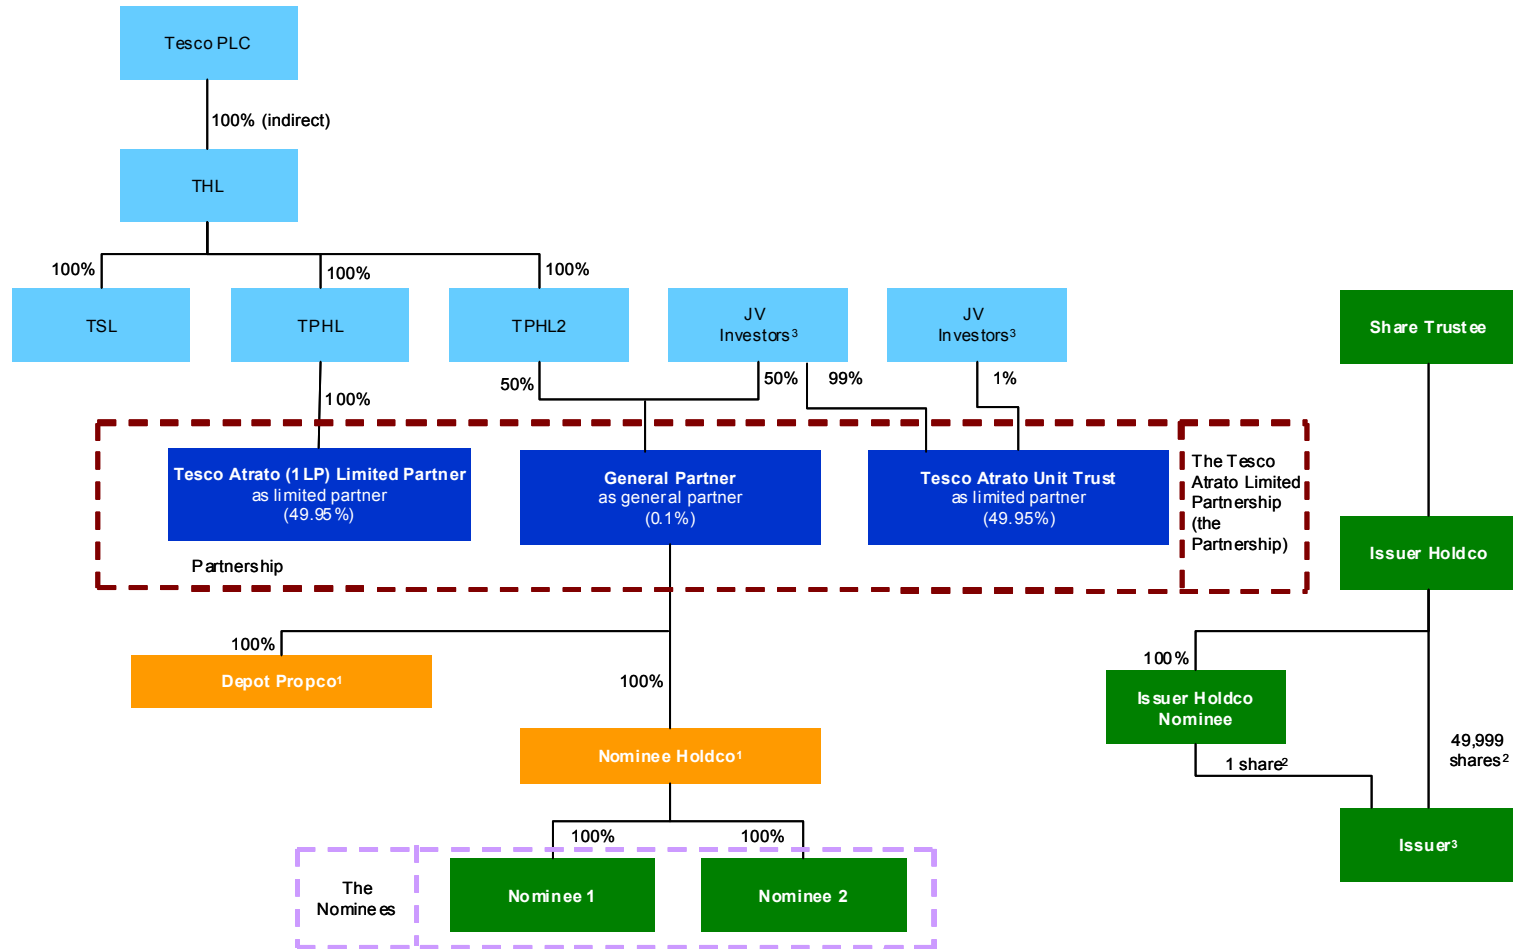 Tesco PLC
100% (indirect)
THL
100%
100%
100%
TSL
TPHL
TPHL2
JV
Investors³
JV
Investors³
Share Trustee
100%
50%
50%
99%
1%
Tesco Atrato (1LP) Limited Partner
as limited partner
(49.95%)
General Partner
as general partner
(0.1%)
Tesco Atrato Unit Trust
as limited partner
(49.95%)
The Tesco
Atrato Limited
Partnership
(the
Partnership)
Partnership
Issuer Holdco
100%
Depot Propco¹
100%
100%
Issuer Holdco
Nominee
Nominee Holdco¹
1 share²
49,999
shares²
100%
100%
The
Nominees
Nominee 1
Nominee 2
Issuer³